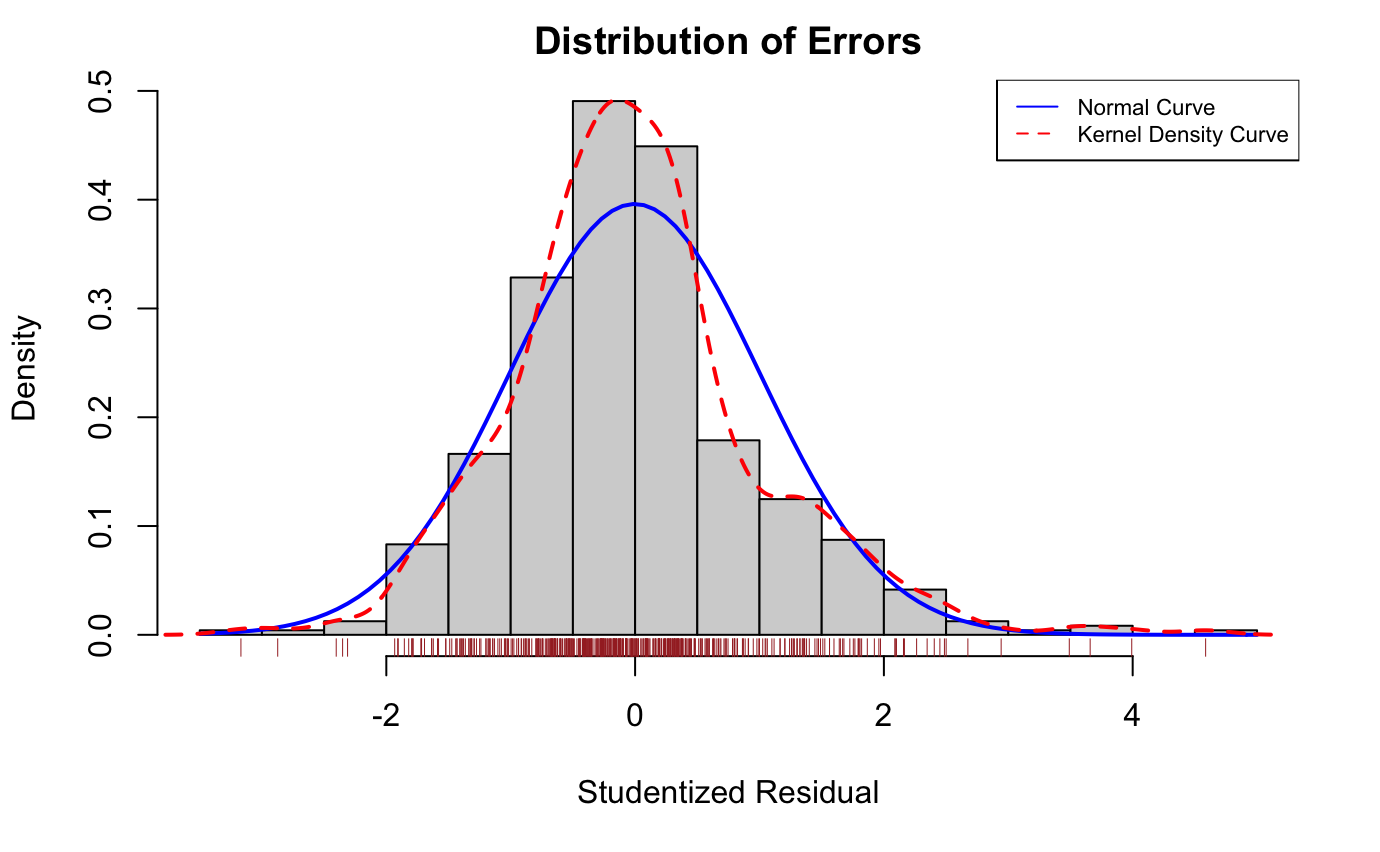 Distribution of Errors
Normal Curve
Kernel Density Curve
Density
0.0
0.1
0.2
0.3
0.4
0.5
-2 0 2 4
Studentized Residual